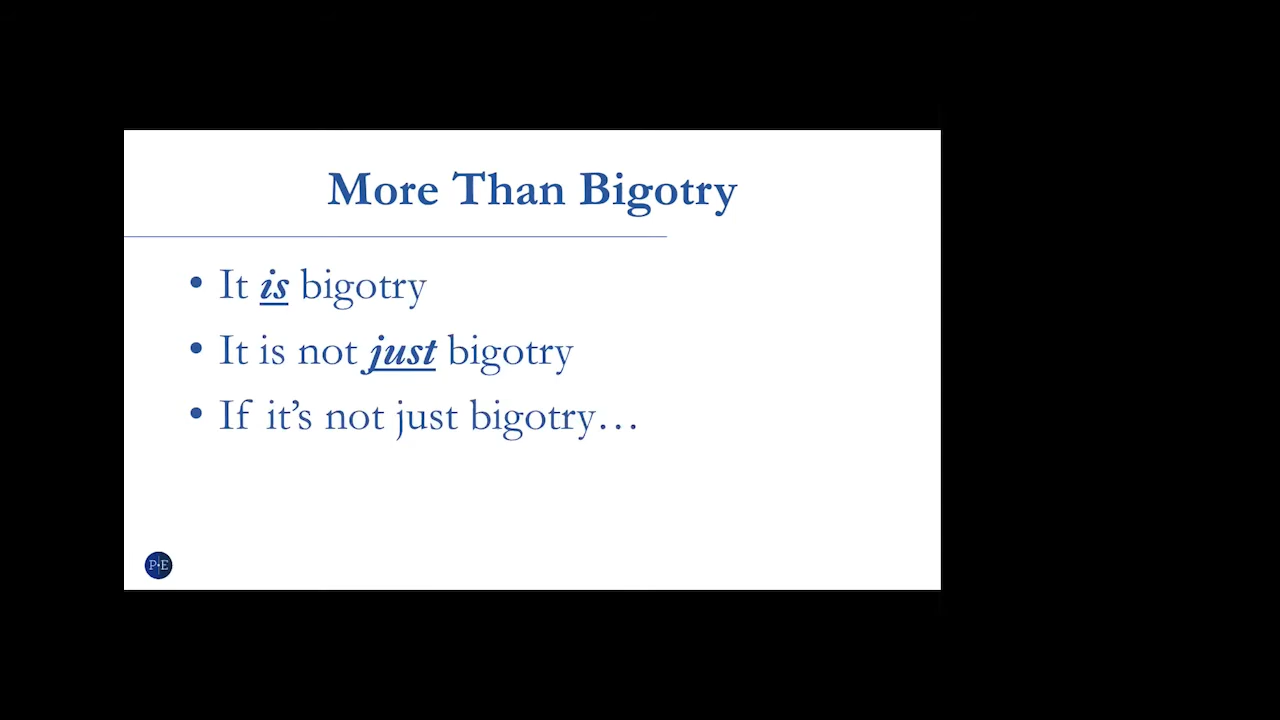 More Than Bigotry
• It is bigotry
• It is not just bigotry
• If it’s not just bigotry…
P•E